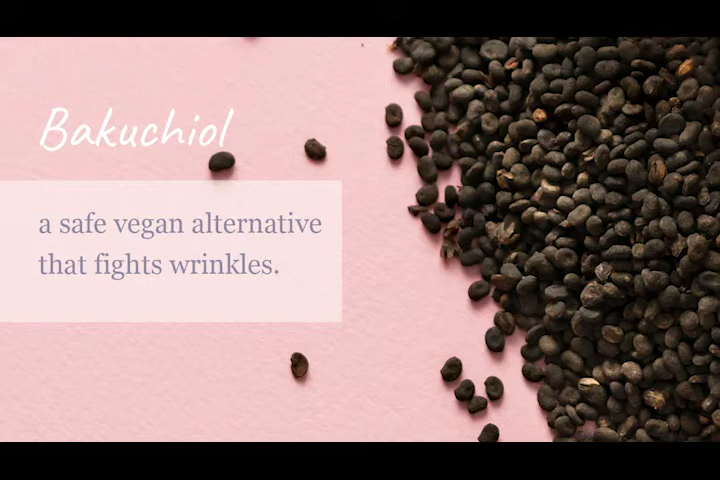 Bakuchiol
a safe vegan alternative
that fights wrinkles.